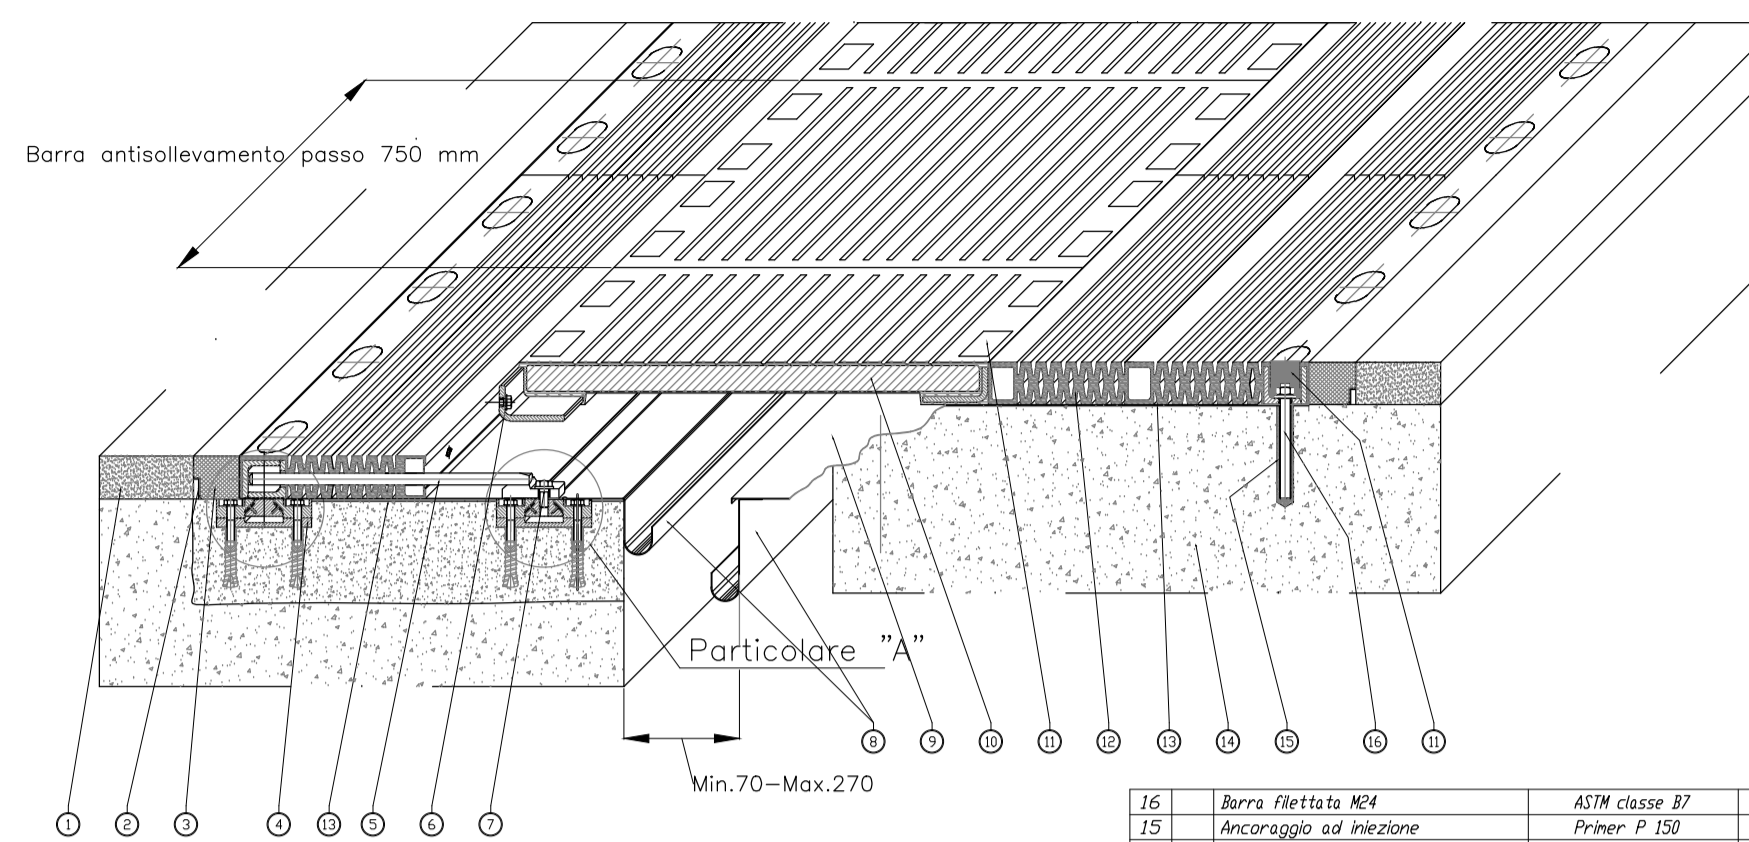 Barra antisollevamento passo 750 mm
Particolare "A"
8 9 10 11 12 13 14 15 16 11
Min.70-Max.270
1 2 3 4 13 5 6 7
16 Barra filettata M24 ASTM classe B7
15 Ancoraggio ad iniezione Primer P 150